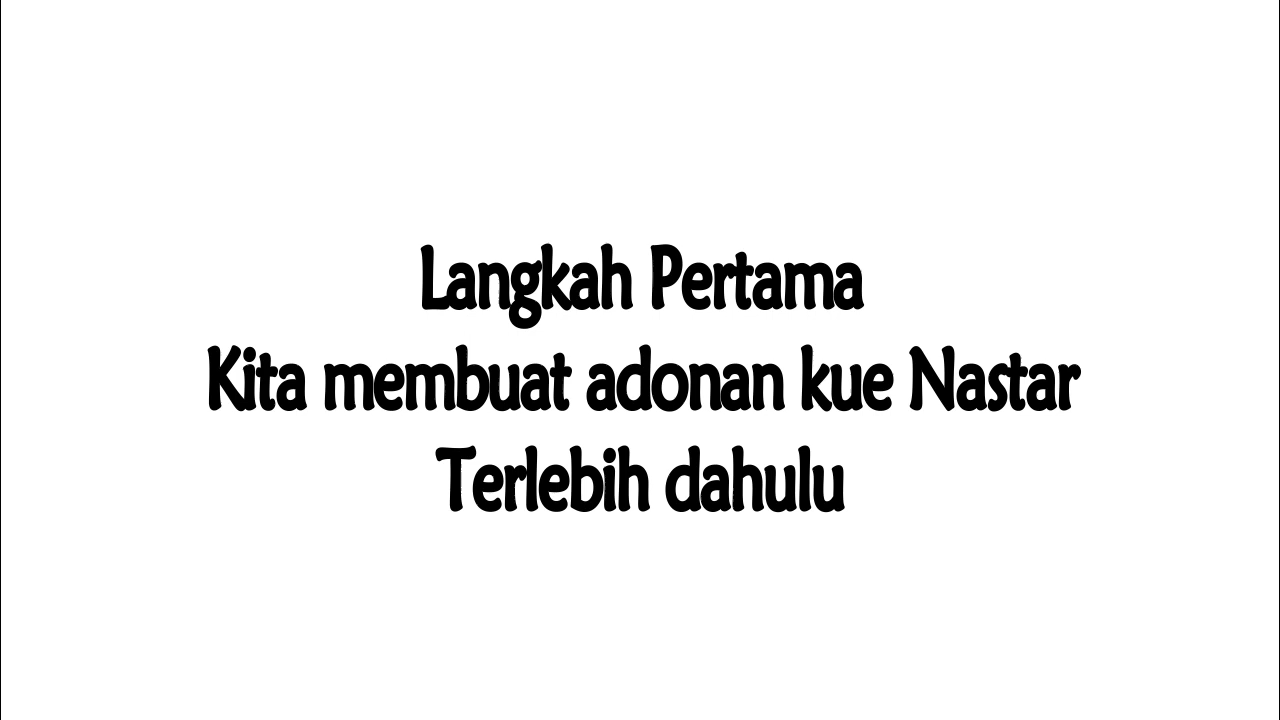 Langkah Pertama
Kita membuat adonan kue Nastar
Terlebih dahulu